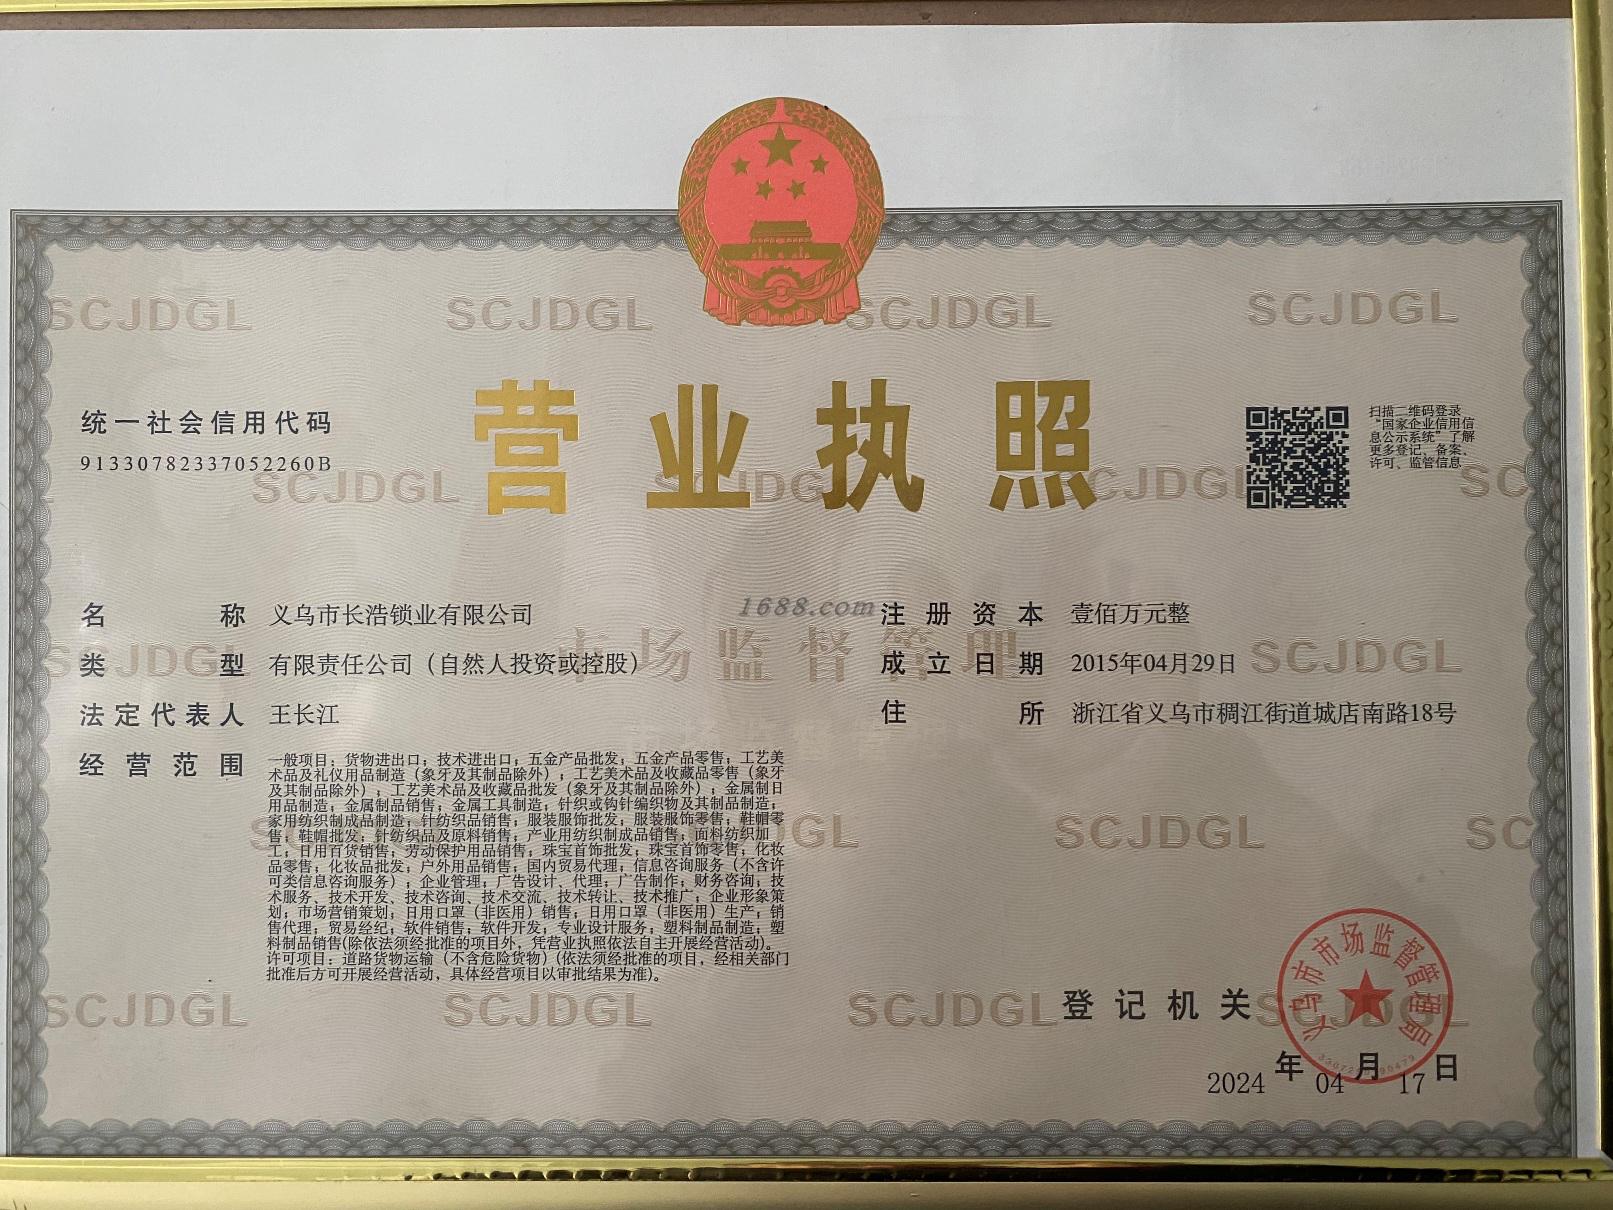 营业执照
统一社会信用代码
91330782337052260B
扫描二维码登录
“国家企业信用信
息公示系统”了解
更多登记、备案、
许可、监管信息
名称 义乌市长浩锁业有限公司
类型 有限责任公司（自然人投资或控股）
法定代表人 王长江
经营范围 一般项目：货物进出口；技术进出口；五金产品批发；五金产品零售；工艺美
术品及礼仪用品制造（象牙及其制品除外）；工艺美术品及收藏品零售（象牙
及其制品除外）；工艺美术品及收藏品批发（象牙及其制品除外）；金属制日
用品制造；金属制品销售；金属工具制造；针织或钩针编织物及其制品制造；
家用纺织制成品制造；针纺织品销售；服装服饰批发；服装服饰零售；鞋帽零
售；鞋帽批发；针纺织品及原料销售；产业用纺织制成品销售；面料纺织加
工；日用百货销售；劳动保护用品销售；珠宝首饰批发；珠宝首饰零售；化妆
品零售；化妆品批发；户外用品销售；国内贸易代理；信息咨询服务（不含许
可类信息咨询服务）；企业管理；广告设计、代理；广告制作；财务咨询；技
术服务、技术开发、技术咨询、技术交流、技术转让、技术推广；企业形象策
划；市场营销策划；日用口罩（非医用）销售；日用口罩（非医用）生产；销
售代理；贸易经纪；软件销售；软件开发；专业设计服务；塑料制品制造；塑
料制品销售(除依法须经批准的项目外，凭营业执照依法自主开展经营活动)。
许可项目：道路货物运输（不含危险货物）(依法须经批准的项目，经相关部门
批准后方可开展经营活动，具体经营项目以审批结果为准)。
注册资本 壹佰万元整
成立日期 2015年04月29日
住所 浙江省义乌市稠江街道城店南路18号
登记机关
义乌市市场监督管理局
2024年04月17日
1688.com
市场监督管理
SCJDGL SCJDGL SCJDGL SCJDGL
SCJDGL SCJDGL SCJDGL SC
SCJDGL SCJDGL
SCJDGL SC
SCJDGL SCJDGL SCJDGL SCJDGL